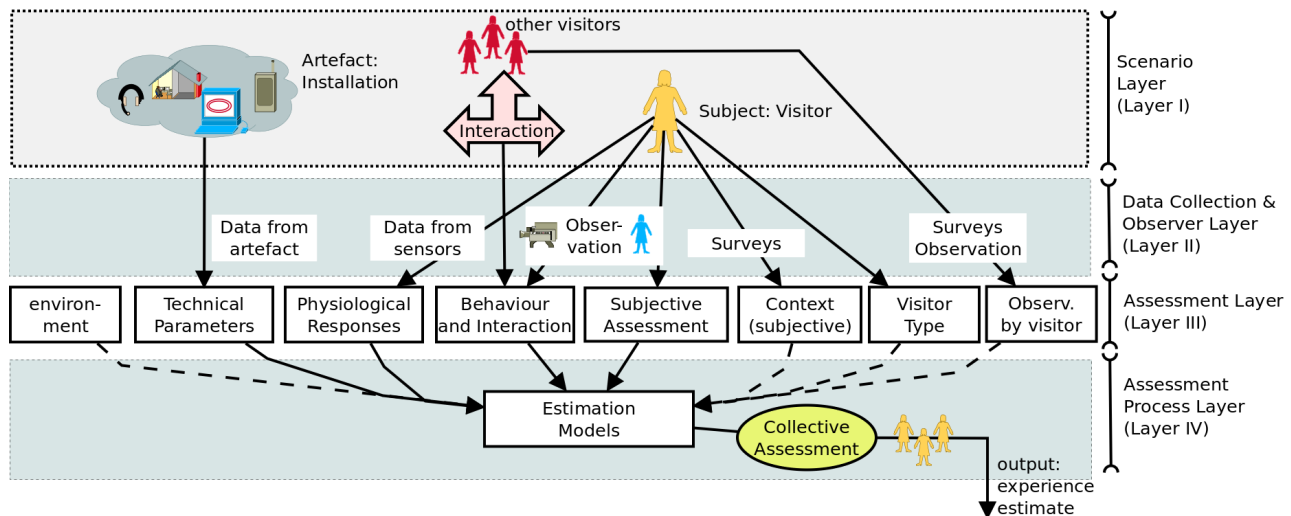 other visitors
Artefact:
Installation
Subject: Visitor
Interaction
Scenario
Layer
(Layer I)
Data from
artefact
Data from
sensors
Obser-
vation
Surveys
Surveys
Observation
Data Collection &
Observer Layer
(Layer II)
environ-
ment
Technical
Parameters
Physiological
Responses
Behaviour
and Interaction
Subjective
Assessment
Context
(subjective)
Visitor
Type
Observ.
by visitor
Assessment Layer
(Layer III)
Estimation
Models
Collective
Assessment
Assessment
Process Layer
(Layer IV)
output:
experience
estimate